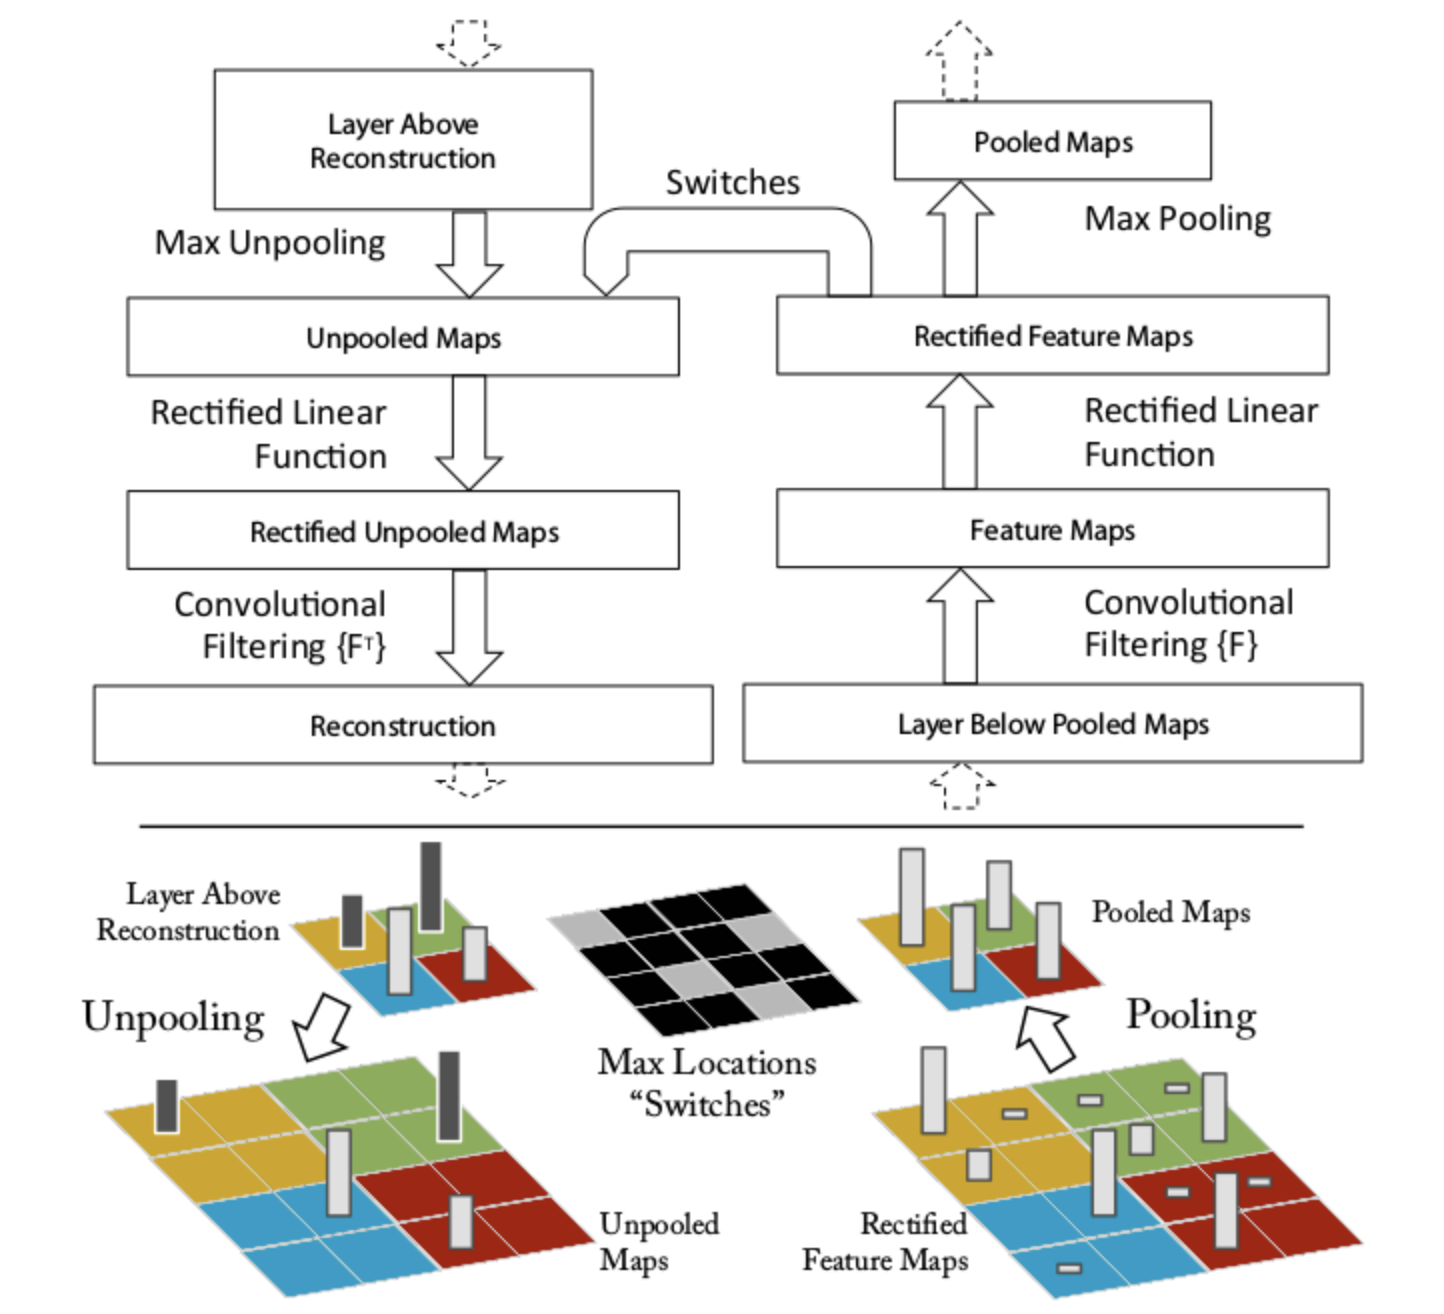 Layer Above
Reconstruction
Pooled Maps
Switches
Max Unpooling
Max Pooling
Unpooled Maps
Rectified Feature Maps
Rectified Linear
Function
Rectified Linear
Function
Rectified Unpooled Maps
Feature Maps
Convolutional
Filtering {Fᵀ}
Convolutional
Filtering {F}
Reconstruction
Layer Below Pooled Maps
Layer Above
Reconstruction
Pooled Maps
Unpooling
Max Locations
“Switches”
Pooling
Unpooled
Maps
Rectified
Feature Maps